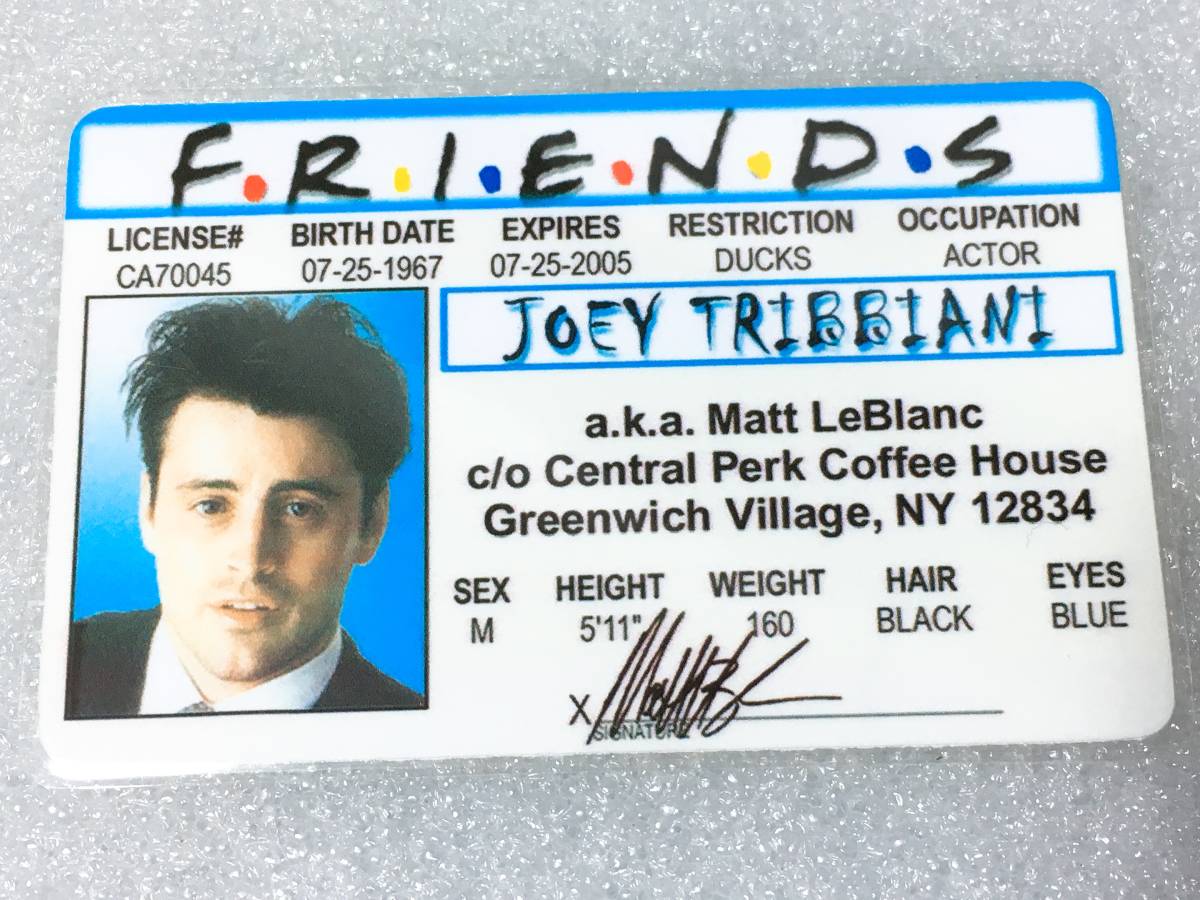 F.R.I.E.N.D.S
LICENSE# BIRTH DATE EXPIRES RESTRICTION OCCUPATION
CA70045 07-25-1967 07-25-2005 DUCKS ACTOR
JOEY TRIBBIANI
a.k.a. Matt LeBlanc
c/o Central Perk Coffee House
Greenwich Village, NY 12834
SEX HEIGHT WEIGHT HAIR EYES
M 5'11" 160 BLACK BLUE
X
SIGNATURE